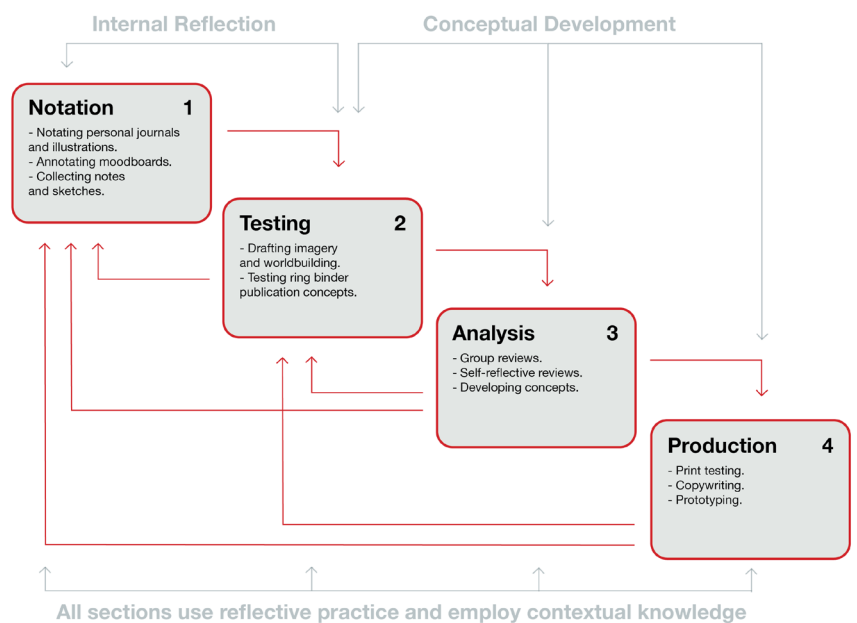 Internal Reflection
Conceptual Development
Notation 1
- Notating personal journals
and illustrations.
- Annotating moodboards.
- Collecting notes
and sketches.
Testing 2
- Drafting imagery
and worldbuilding.
- Testing ring binder
publication concepts.
Analysis 3
- Group reviews.
- Self-reflective reviews.
- Developing concepts.
Production 4
- Print testing.
- Copywriting.
- Prototyping.
All sections use reflective practice and employ contextual knowledge